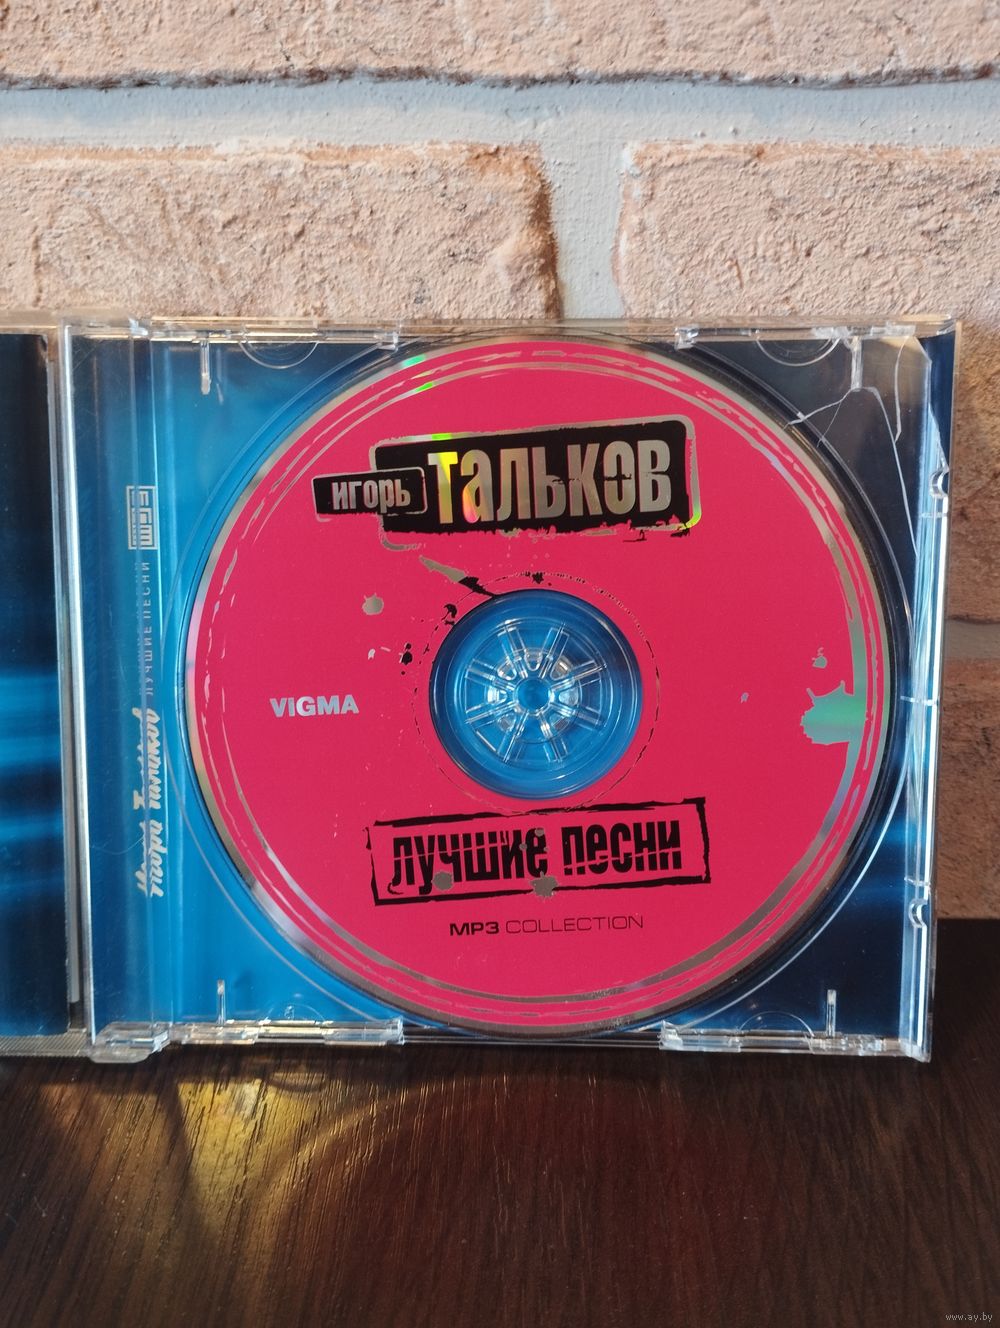 игорь
Тальков
VIGMA
лучшие песни
MP3 COLLECTION
Игорь Тальков
ЛУЧШИЕ ПЕСНИ
www.ay.by